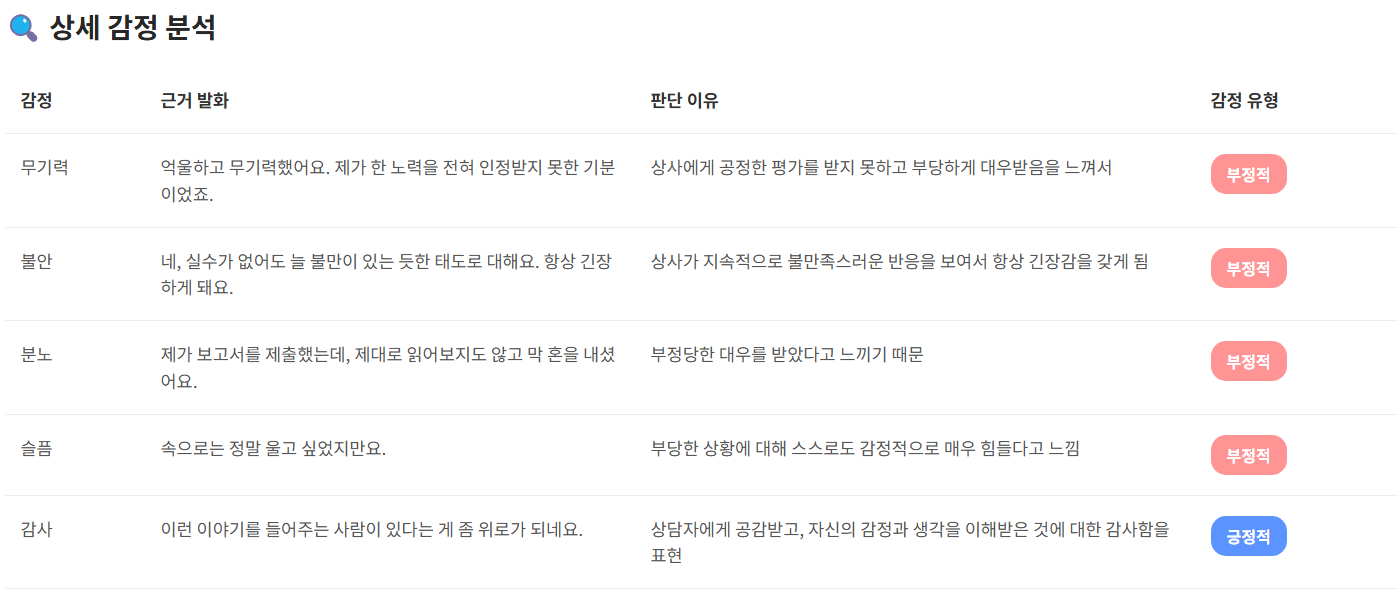 상세 감정 분석
감정 근거 발화 판단 이유 감정 유형
무기력 억울하고 무기력했어요. 제가 한 노력을 전혀 인정받지 못한 기분 상사에게 공정한 평가를 받지 못하고 부당하게 대우받음을 느껴서 부정적
이었죠.
불안 네, 실수가 없어도 늘 불만이 있는 듯한 태도로 대해요. 항상 긴장 상사가 지속적으로 불만족스러운 반응을 보여서 항상 긴장감을 갖게 됨 부정적
하게 돼요.
분노 제가 보고서를 제출했는데, 제대로 읽어보지도 않고 막 혼을 내셨 부정당한 대우를 받았다고 느끼기 때문 부정적
어요.
슬픔 속으로는 정말 울고 싶었지만요. 부당한 상황에 대해 스스로도 감정적으로 매우 힘들다고 느낌 부정적
감사 이런 이야기를 들어주는 사람이 있다는 게 좀 위로가 되네요. 상담자에게 공감받고, 자신의 감정과 생각을 이해받은 것에 대한 감사함을 긍정적
표현